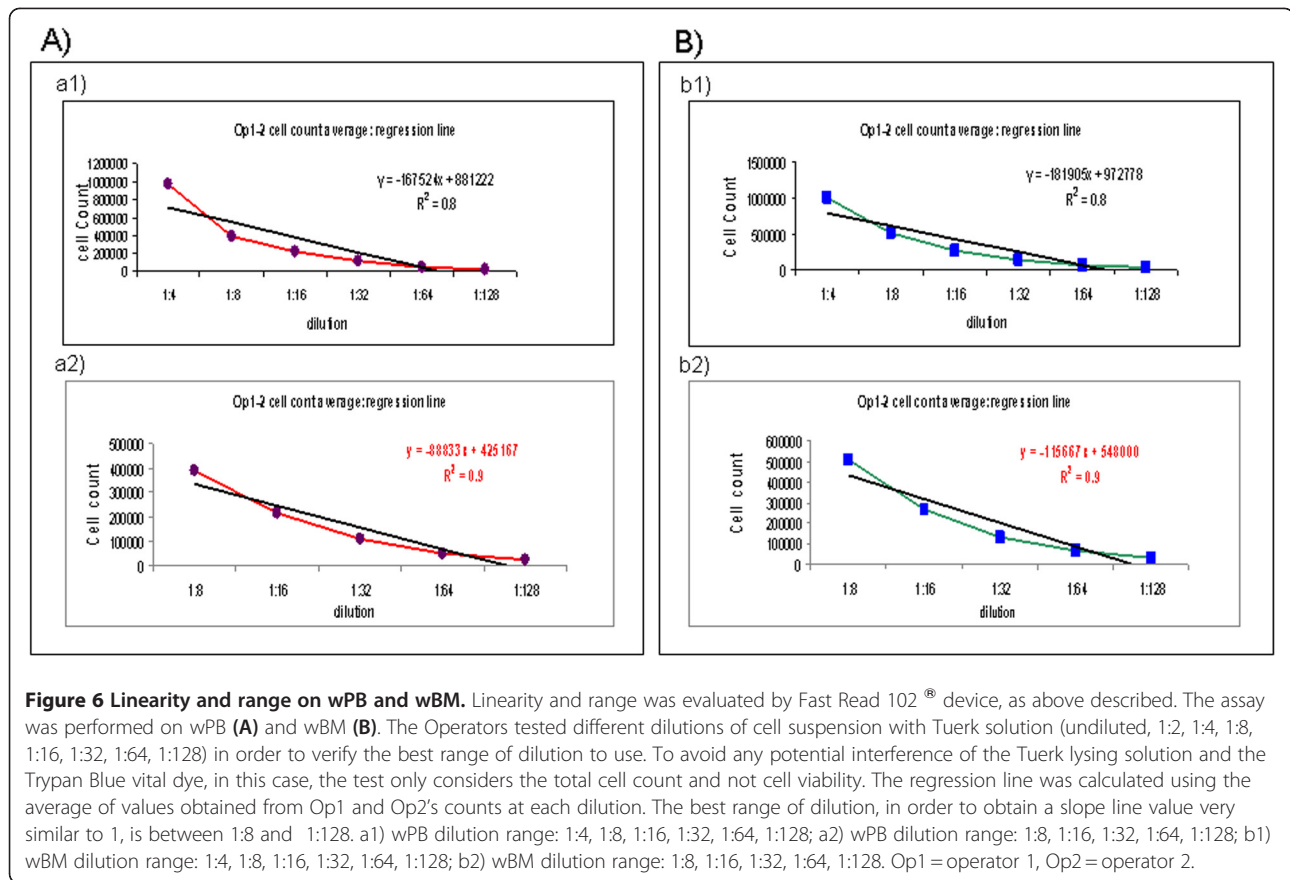 A)
a1)
Op1-2 cell count average: regression line
cell Count
1200000
1000000
800000
600000
400000
200000
0
y = -167524x + 881222
R² = 0.8
1:4 1:8 1:16 1:32 1:64 1:128
dilution
a2)
Op1-2 cell cont average: regression line
Cell count
500000
400000
300000
200000
100000
0
y = -88833x + 425167
R² = 0.9
1:8 1:16 1:32 1:64 1:128
dilution
B)
b1)
Op1-2 cell count average: regression line
Cell Count
1500000
1000000
500000
0
y = -181905x + 972778
R² = 0.8
1:4 1:8 1:16 1:32 1:64 1:128
dilution
b2)
Op1-2 cell cont average: regression line
Cell count
600000
500000
400000
300000
200000
100000
0
y = -115667x + 548000
R² = 0.9
1:8 1:16 1:32 1:64 1:128
dilution
Figure 6 Linearity and range on wPB and wBM. Linearity and range was evaluated by Fast Read 102 ® device, as above described. The assay
was performed on wPB (A) and wBM (B). The Operators tested different dilutions of cell suspension with Tuerk solution (undiluted, 1:2, 1:4, 1:8,
1:16, 1:32, 1:64, 1:128) in order to verify the best range of dilution to use. To avoid any potential interference of the Tuerk lysing solution and the
Trypan Blue vital dye, in this case, the test only considers the total cell count and not cell viability. The regression line was calculated using the
average of values obtained from Op1 and Op2's counts at each dilution. The best range of dilution, in order to obtain a slope line value very
similar to 1, is between 1:8 and 1:128. a1) wPB dilution range: 1:4, 1:8, 1:16, 1:32, 1:64, 1:128; a2) wPB dilution range: 1:8, 1:16, 1:32, 1:64, 1:128; b1)
wBM dilution range: 1:4, 1:8, 1:16, 1:32, 1:64, 1:128; b2) wBM dilution range: 1:8, 1:16, 1:32, 1:64, 1:128. Op1 = operator 1, Op2 = operator 2.